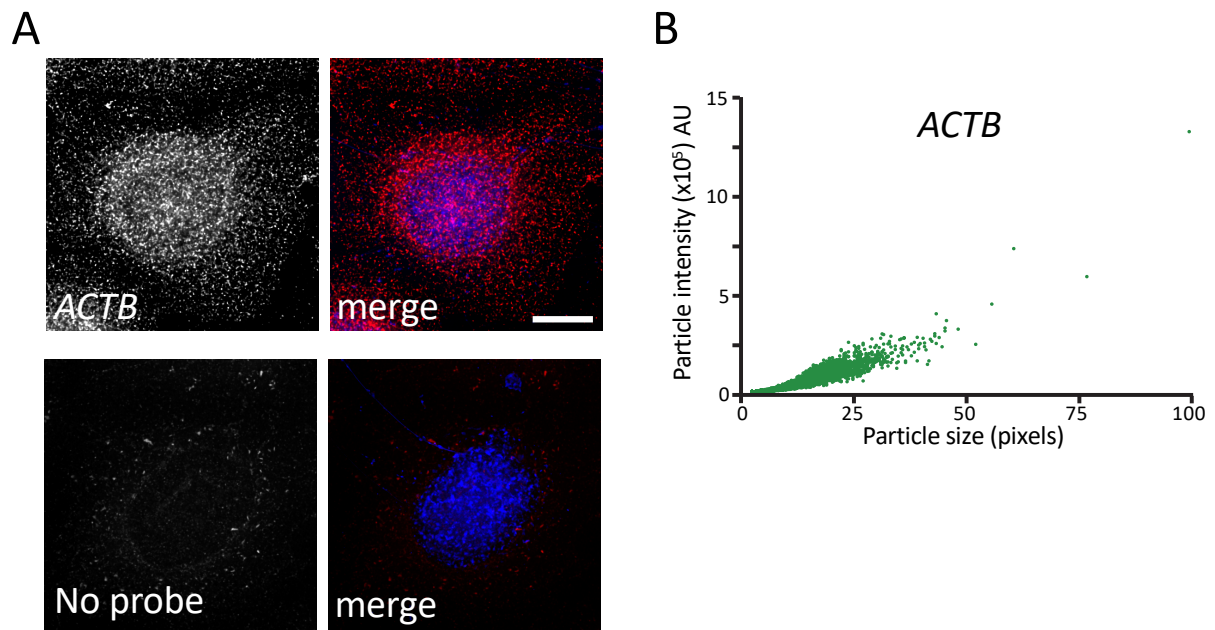 A
ACTB
merge
No probe
merge
B
ACTB
Particle intensity (x10⁵) AU
15
10
5
0
0 25 50 75 100
Particle size (pixels)